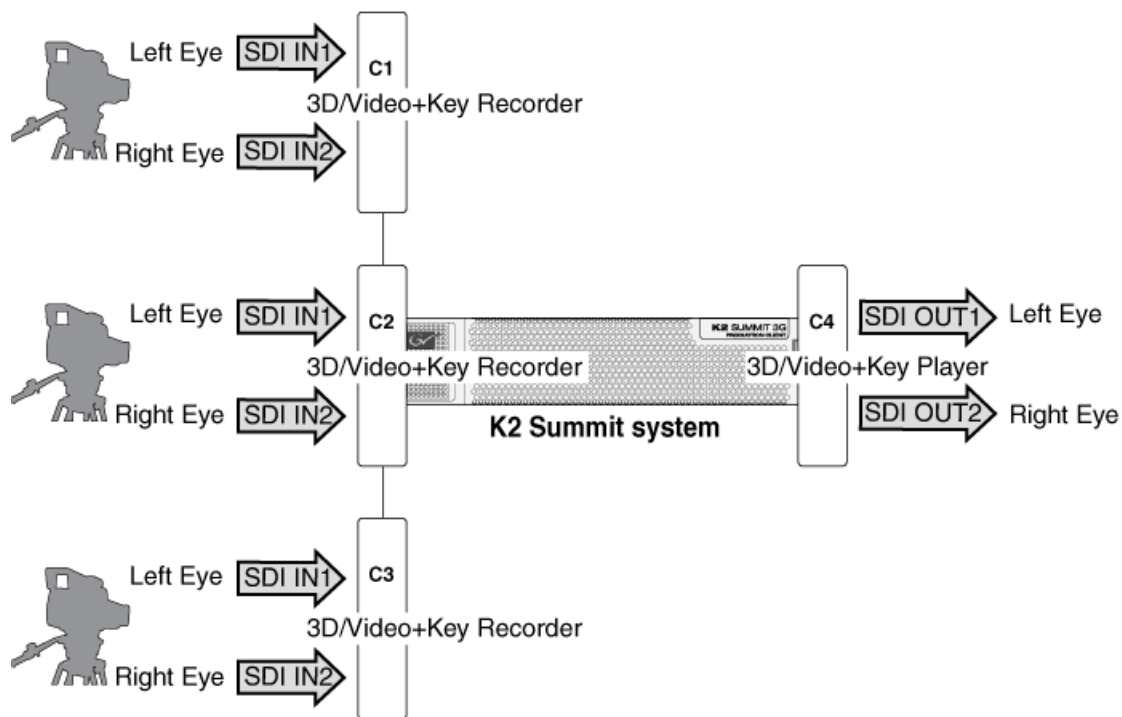 Left Eye SDI IN1 C1
3D/Video+Key Recorder
Right Eye SDI IN2
Left Eye SDI IN1 C2
3D/Video+Key Recorder
Right Eye SDI IN2
K2 SUMMIT 3G
PRODUCTION CLIENT
K2 Summit system
C4 SDI OUT1 Left Eye
3D/Video+Key Player
SDI OUT2 Right Eye
Left Eye SDI IN1 C3
3D/Video+Key Recorder
Right Eye SDI IN2